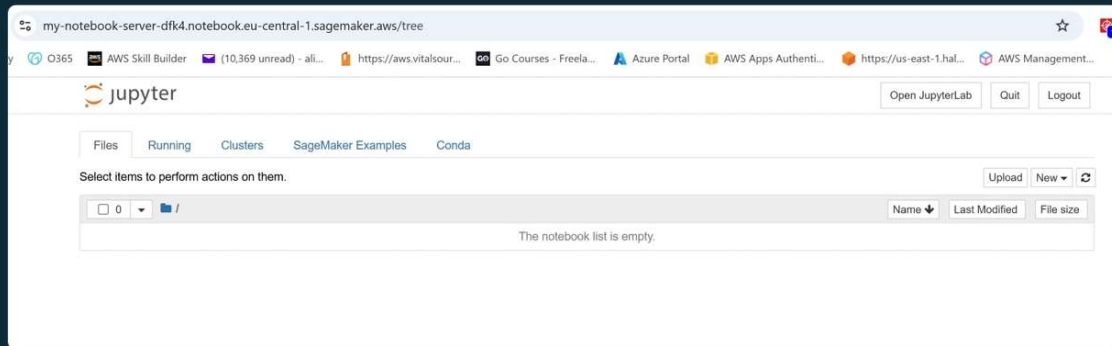 my-notebook-server-dfk4.notebook.eu-central-1.sagemaker.aws/tree
y O365 aws AWS Skill Builder (10,369 unread) - ali... https://aws.vitalsour... GO Go Courses - Freela... Azure Portal AWS Apps Authenti... https://us-east-1.hal... AWS Management...
jupyter Open JupyterLab Quit Logout
Files Running Clusters SageMaker Examples Conda
Select items to perform actions on them. Upload New
0 / Name Last Modified File size
The notebook list is empty.